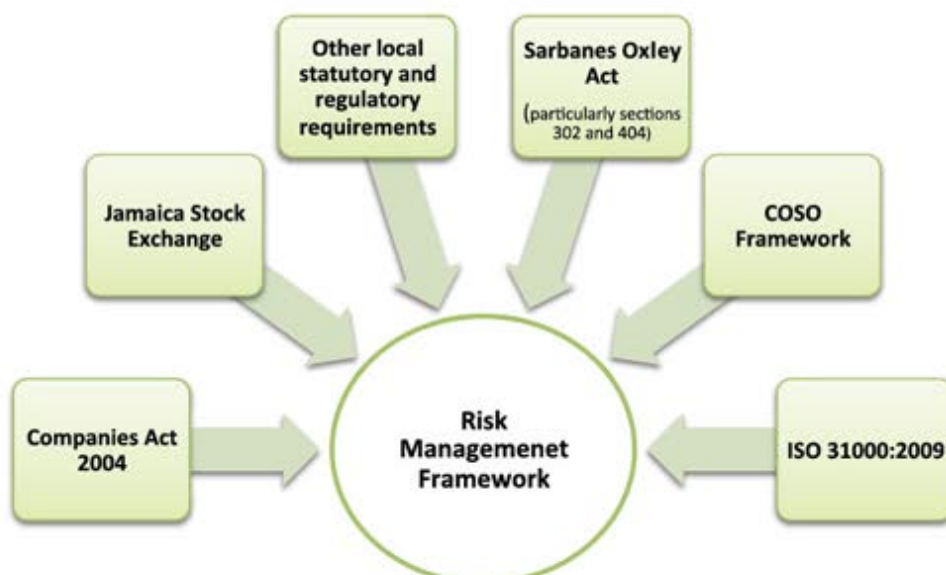 Other local
statutory and
regulatory
requirements
Sarbanes Oxley
Act
(particularly sections
302 and 404)
Jamaica Stock
Exchange
COSO
Framework
Companies Act
2004
Risk
Managemenet
Framework
ISO 31000:2009